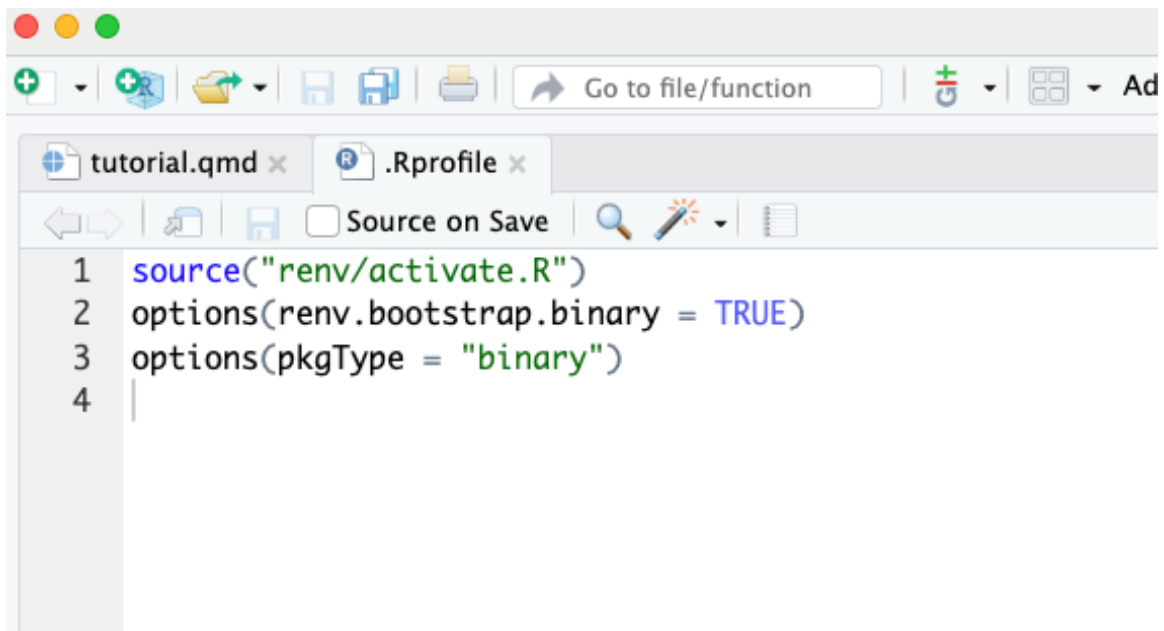 Go to file/function
Ad
tutorial.qmd
.Rprofile
Source on Save
1 source("renv/activate.R")
2 options(renv.bootstrap.binary = TRUE)
3 options(pkgType = "binary")
4